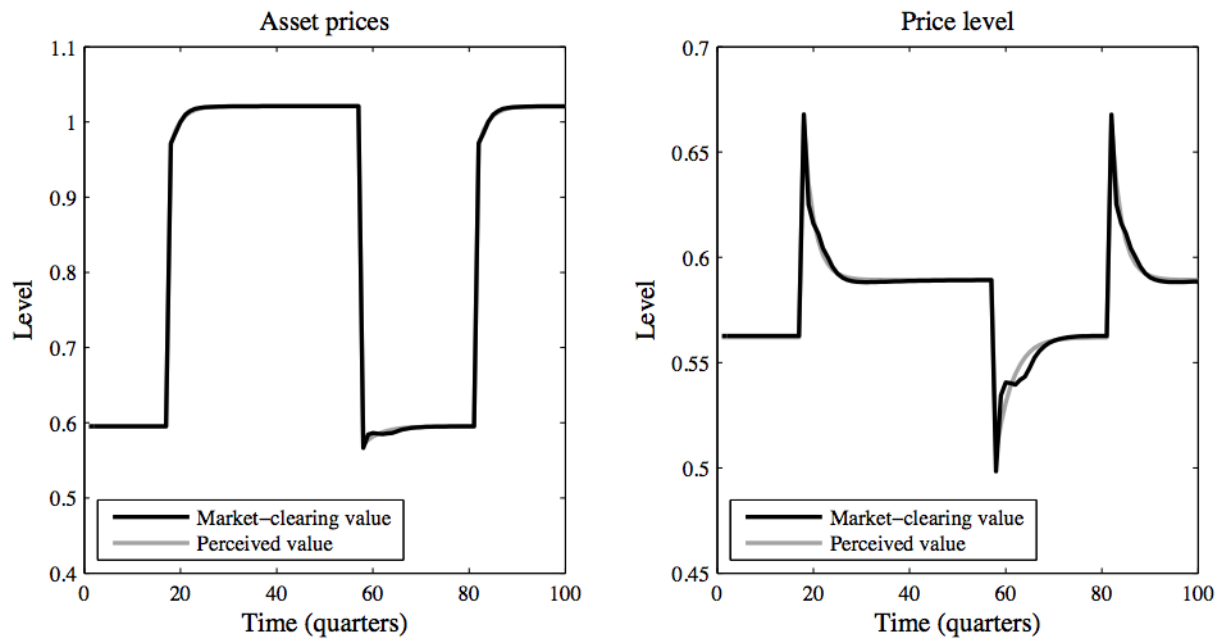 Asset prices
1.1
1
0.9
0.8
0.7
0.6
0.5
0.4
Level
0 20 40 60 80 100
Time (quarters)
Market−clearing value
Perceived value
Price level
0.7
0.65
0.6
0.55
0.5
0.45
Level
0 20 40 60 80 100
Time (quarters)
Market−clearing value
Perceived value